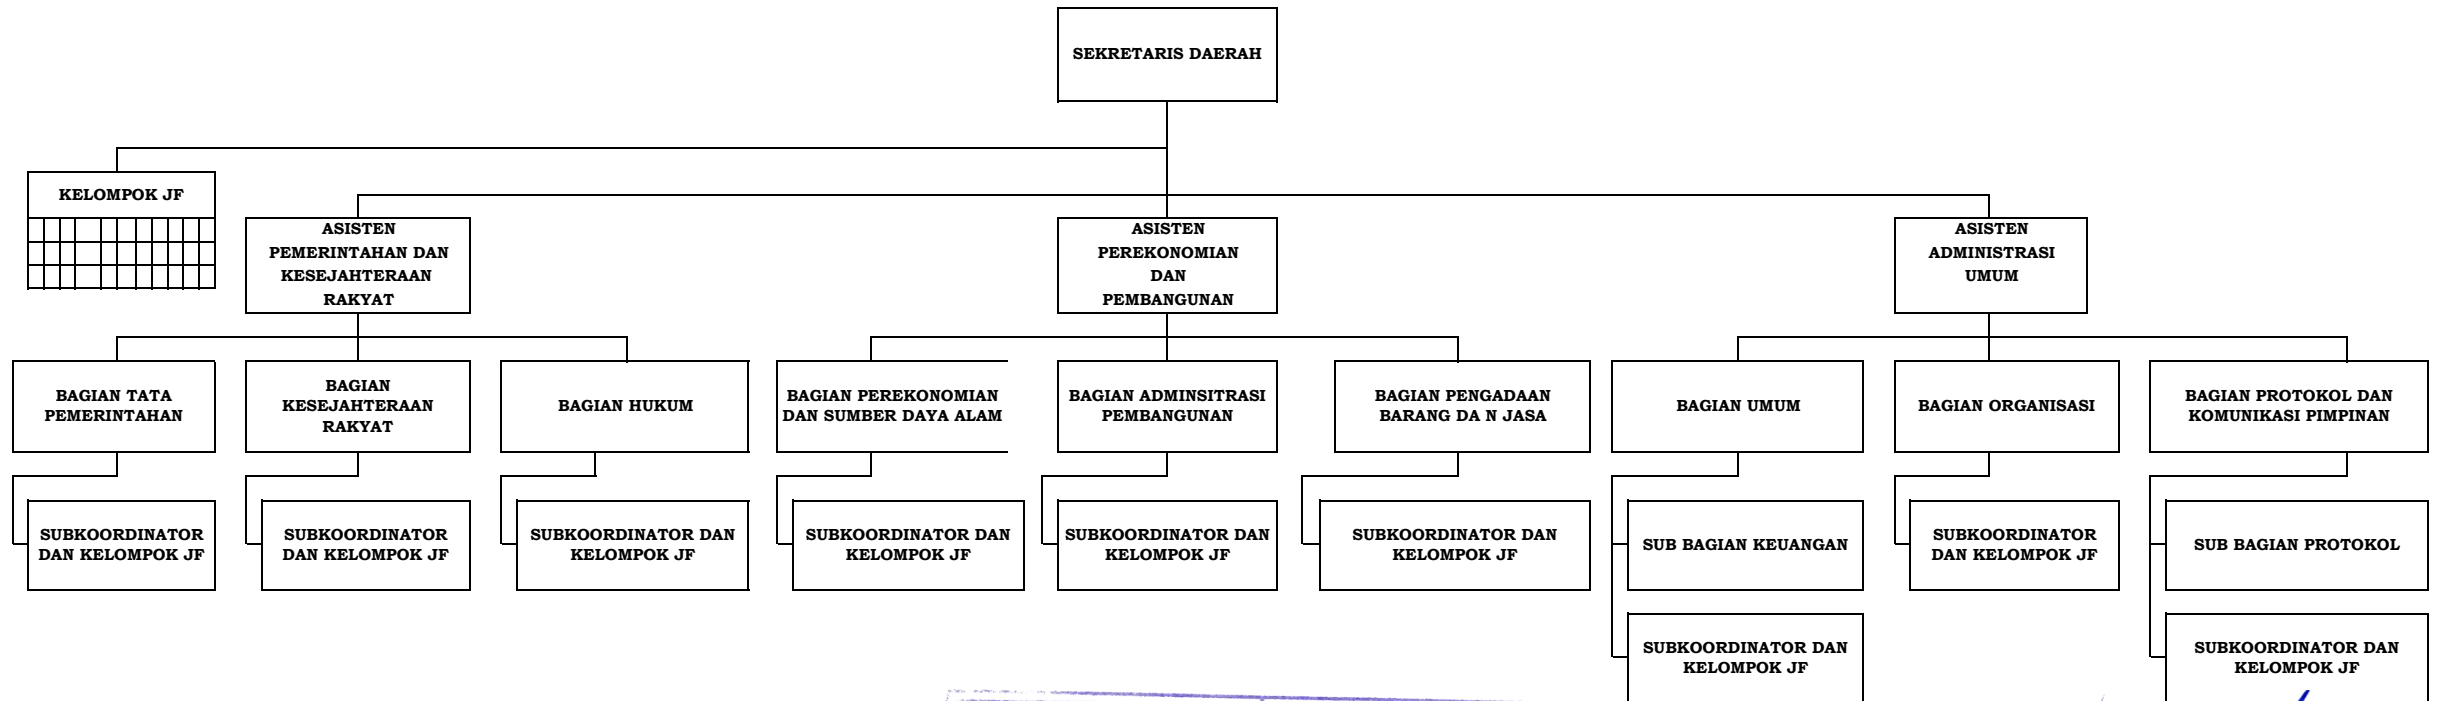 SEKRETARIS DAERAH
KELOMPOK JF
ASISTEN
PEMERINTAHAN DAN
KESEJAHTERAAN
RAKYAT
ASISTEN
PEREKONOMIAN
DAN
PEMBANGUNAN
ASISTEN
ADMINISTRASI
UMUM
BAGIAN TATA
PEMERINTAHAN
BAGIAN
KESEJAHTERAAN
RAKYAT
BAGIAN HUKUM
BAGIAN PEREKONOMIAN
DAN SUMBER DAYA ALAM
BAGIAN ADMINSITRASI
PEMBANGUNAN
BAGIAN PENGADAAN
BARANG DA N JASA
BAGIAN UMUM
BAGIAN ORGANISASI
BAGIAN PROTOKOL DAN
KOMUNIKASI PIMPINAN
SUBKOORDINATOR
DAN KELOMPOK JF
SUBKOORDINATOR
DAN KELOMPOK JF
SUBKOORDINATOR DAN
KELOMPOK JF
SUBKOORDINATOR DAN
KELOMPOK JF
SUBKOORDINATOR DAN
KELOMPOK JF
SUBKOORDINATOR DAN
KELOMPOK JF
SUB BAGIAN KEUANGAN
SUBKOORDINATOR
DAN KELOMPOK JF
SUB BAGIAN PROTOKOL
SUBKOORDINATOR DAN
KELOMPOK JF
SUBKOORDINATOR DAN
KELOMPOK JF